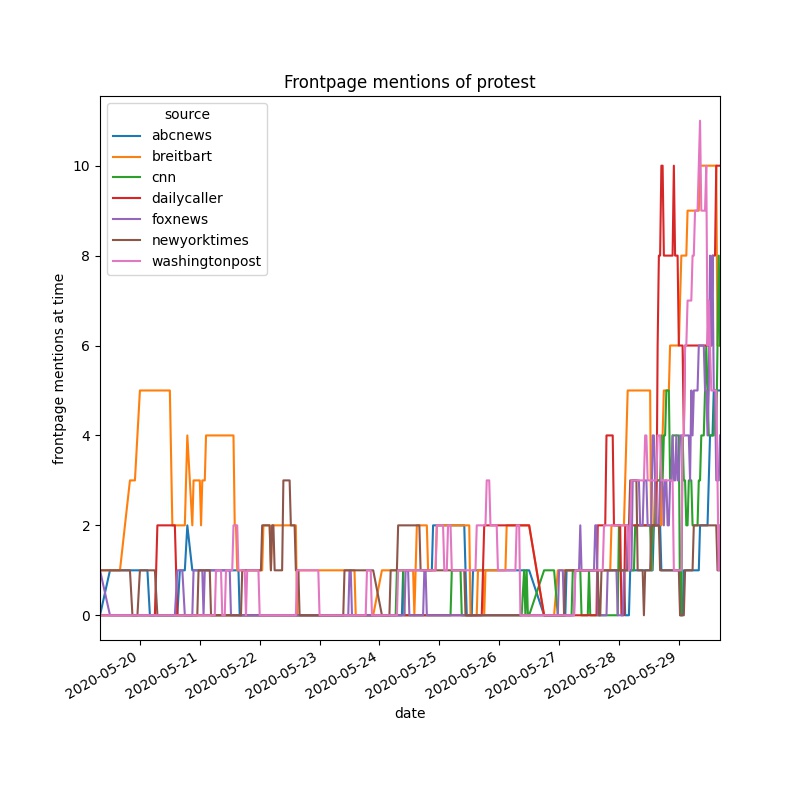 Frontpage mentions of protest
source
abcnews
breitbart
cnn
dailycaller
foxnews
newyorktimes
washingtonpost
frontpage mentions at time
10
8
6
4
2
0
2020-05-20
2020-05-21
2020-05-22
2020-05-23
2020-05-24
2020-05-25
2020-05-26
2020-05-27
2020-05-28
2020-05-29
date